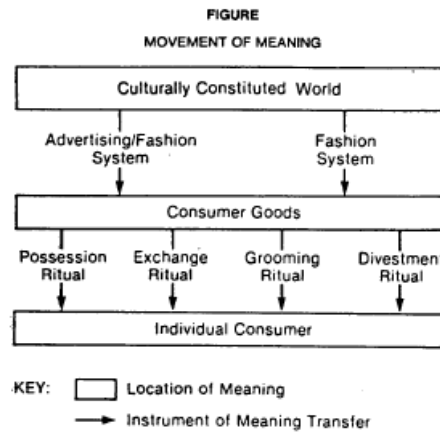 FIGURE
MOVEMENT OF MEANING
Culturally Constituted World
Advertising/Fashion System
Fashion System
Consumer Goods
Possession Ritual
Exchange Ritual
Grooming Ritual
Divestment Ritual
Individual Consumer
KEY:
Location of Meaning
Instrument of Meaning Transfer